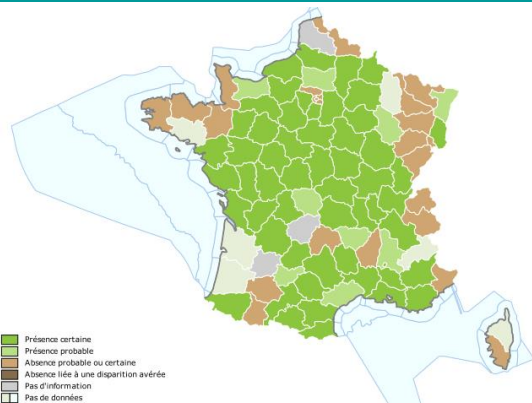 Présence certaine
Présence probable
Absence probable ou certaine
Absence liée à une disparition avérée
Pas d'information
Pas de données